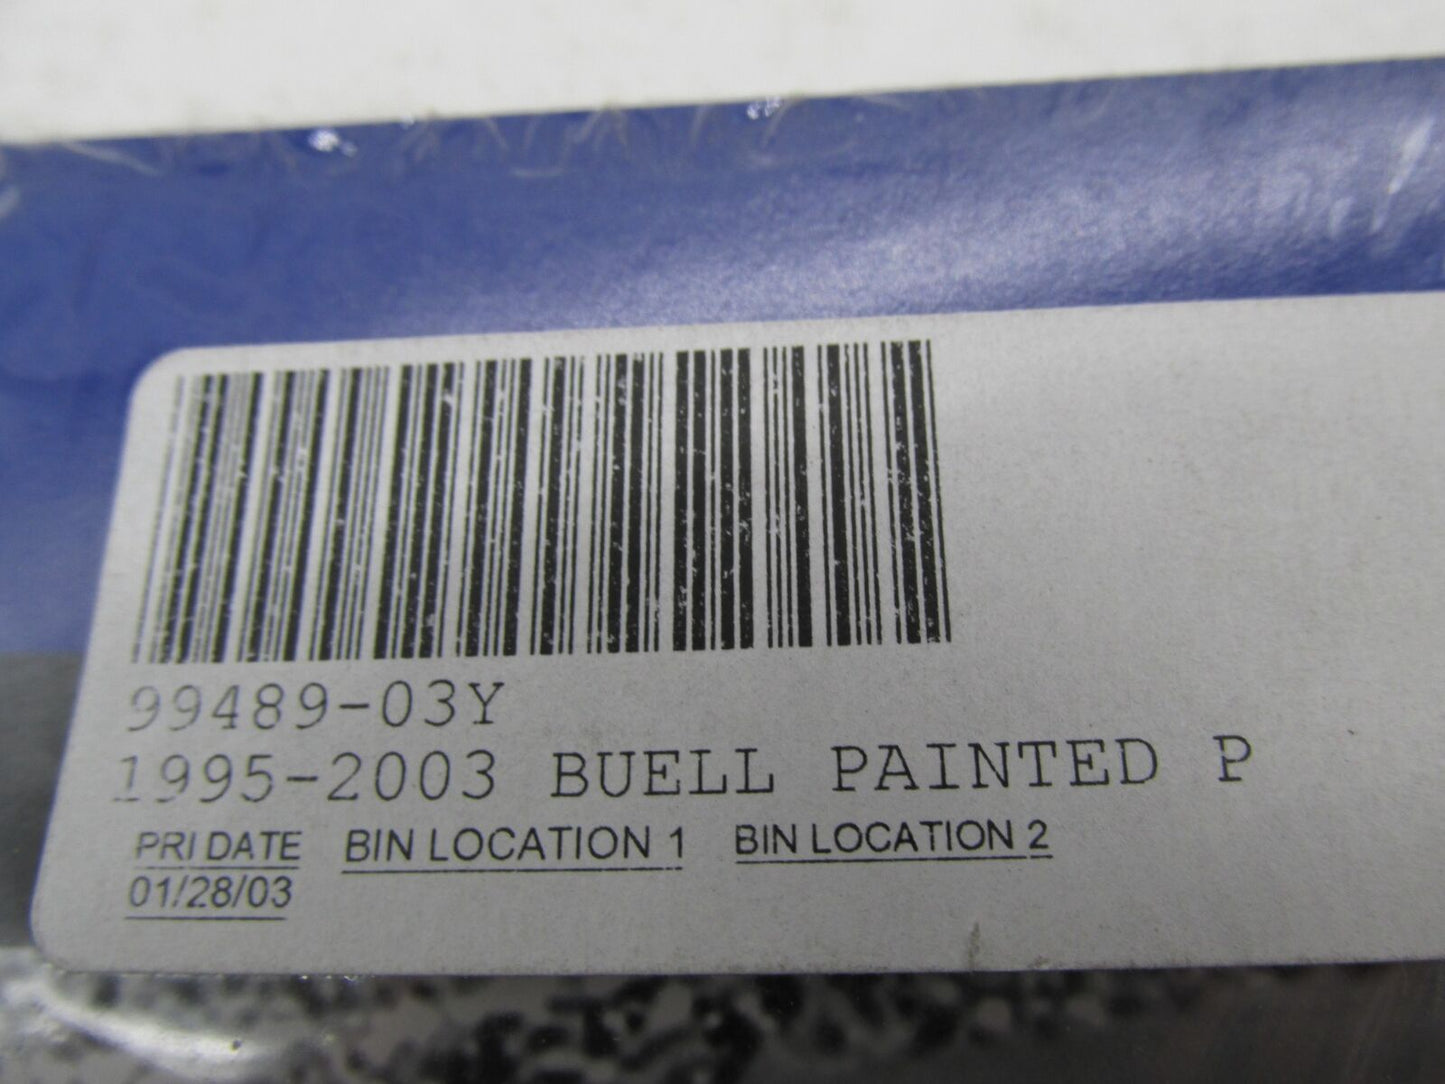 99489-03Y
1995-2003 BUELL PAINTED P
PRI DATE BIN LOCATION 1 BIN LOCATION 2
01/28/03